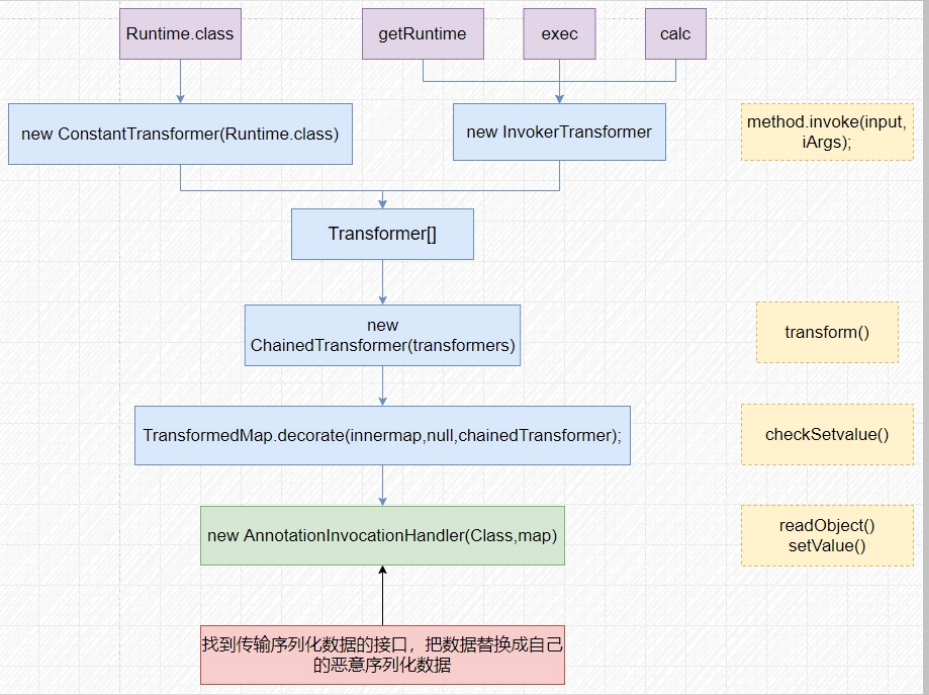 Runtime.class
getRuntime
exec
calc
new ConstantTransformer(Runtime.class)
new InvokerTransformer
method.invoke(input,
iArgs);
Transformer[]
new
ChainedTransformer(transformers)
transform()
TransformedMap.decorate(innermap,null,chainedTransformer);
checkSetvalue()
new AnnotationInvocationHandler(Class,map)
readObject()
setValue()
找到传输序列化数据的接口，把数据替换成自己
的恶意序列化数据